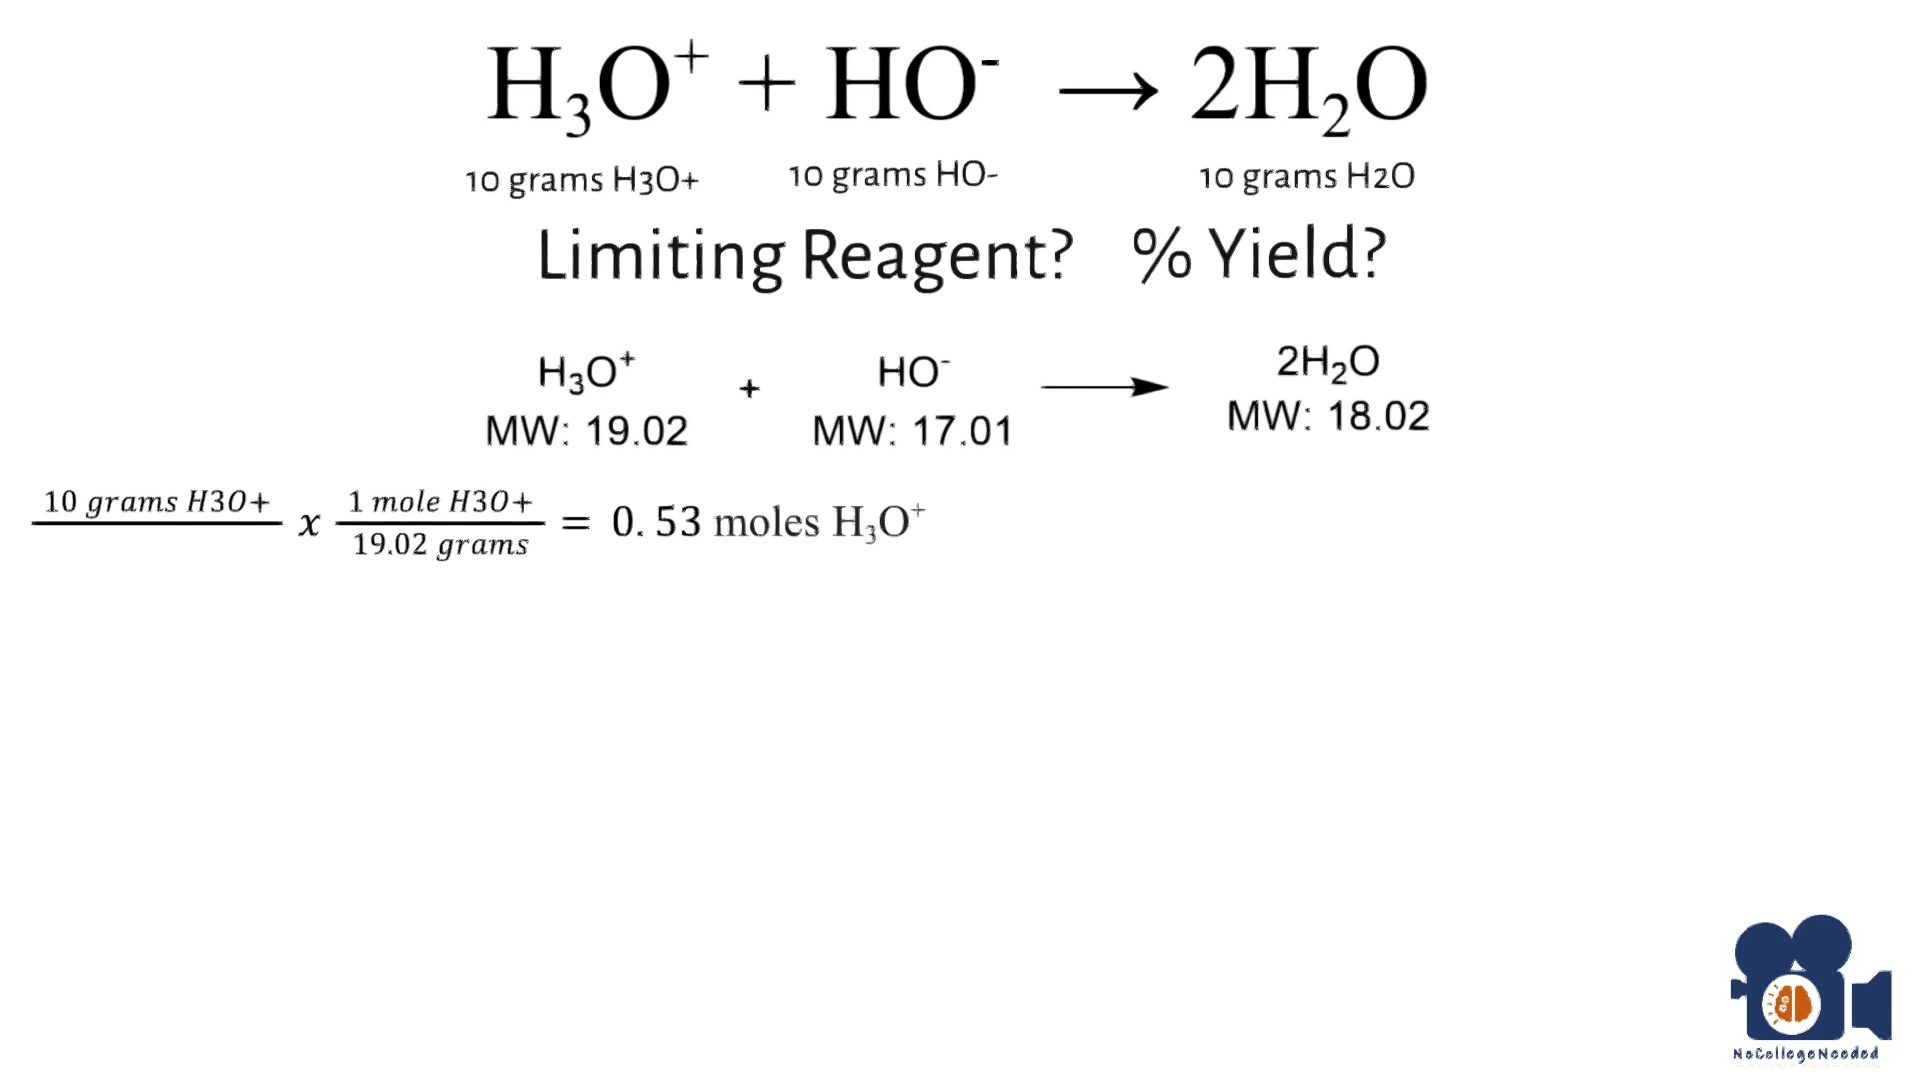 H₃O⁺ + HO⁻ → 2H₂O
10 grams H3O+ 10 grams HO- 10 grams H2O
Limiting Reagent? % Yield?
H₃O⁺ + HO⁻ → 2H₂O
MW: 19.02 MW: 17.01 MW: 18.02
10 grams H3O+ x 1 mole H3O+ = 0.53 moles H₃O⁺
19.02 grams
NoCollegeNeeded